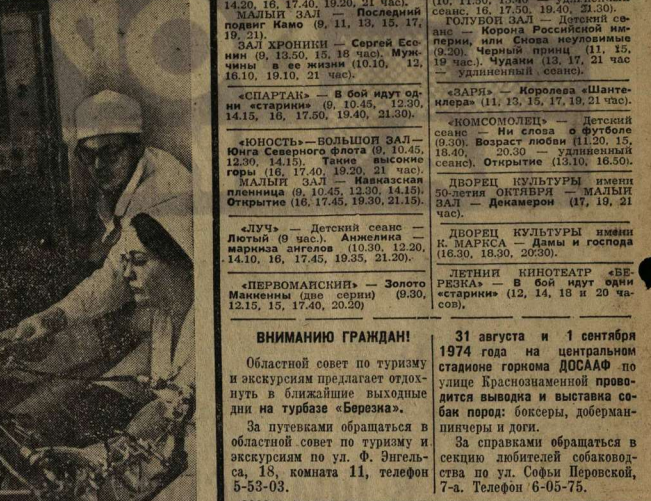 14.20, 16, 17.40, 19.20, 21 час).
МАЛЫЙ ЗАЛ — Последний
подвиг Камо (9, 11, 13, 15, 17,
19, 21).
ЗАЛ ХРОНИКИ — Сергей Есе-
нин (9, 13.50, 15, 18 час). Муж-
чины в ее жизни (10.10, 12,
16.10, 19.10, 21 час).
«СПАРТАК» — В бой идут од-
ни «старики» (9, 10.45, 12.30,
14.15, 16, 17.50, 19.40, 21.30).
«ЮНОСТЬ»—БОЛЬШОЙ ЗАЛ—
Юнга Северного флота (9, 10.45,
12.30, 14.15). Такие высокие
горы (16, 17.40, 19.20, 21 час).
МАЛЫЙ ЗАЛ — Кавказская
пленница (9, 10.45, 12.30, 14.15).
Открытие (16, 17.45, 19.30, 21.15).
«ЛУЧ» — Детский сеанс —
Лютый (9 час.). Анжелика —
маркиза ангелов (10.30, 12.20,
14.10, 16, 17.45, 19.35, 21.20).
«ПЕРВОМАЙСКИЙ» — Золото
Маккенны (две серии) (9.30,
12.15, 15, 17.40, 20.20)
ВНИМАНИЮ ГРАЖДАН!
Областной совет по туризму
и экскурсиям предлагает отдох-
нуть в ближайшие выходные
дни на турбазе «Березка».
За путевками обращаться в
областной совет по туризму и
экскурсиям по ул. Ф. Энгель-
са, 18, комната 11, телефон
5-53-03.
сеанс, 16, 17.50, 19.40, 21.30).
ГОЛУБОЙ ЗАЛ — Детский се-
анс — Корона Российской им-
перии, или Снова неуловимые
(9.20). Черный принц (11, 15,
19 час.). Чудаки (13, 17, 21 час
— удлиненный сеанс).
«ЗАРЯ» — Королева «Шанте-
клера» (11, 13, 15, 17, 19, 21 час).
«КОМСОМОЛЕЦ» — Детский
сеанс — Ни слова о футболе
(9.30). Возраст любви (11.20, 15,
18.40, 20.30 — удлиненный
сеанс). Открытие (13.10, 16.50).
ДВОРЕЦ КУЛЬТУРЫ имени
50-летия ОКТЯБРЯ — МАЛЫЙ
ЗАЛ — Декамерон (17, 19, 21
час).
ДВОРЕЦ КУЛЬТУРЫ имени
К. МАРКСА — Дамы и господа
(16.30, 18.30, 20.30).
ЛЕТНИЙ КИНОТЕАТР «БЕ-
РЕЗКА» — В бой идут одни
«старики» (12, 14, 18 и 20 ча-
сов).
31 августа и 1 сентября
1974 года на центральном
стадионе горкома ДОСААФ по
улице Краснознаменной прово-
дится выводка и выставка со-
бак пород: боксеры, доберман-
пинчеры и доги.
За справками обращаться в
секцию любителей собаковод-
ства по ул. Софьи Перовской,
7-а. Телефон 6-05-75.